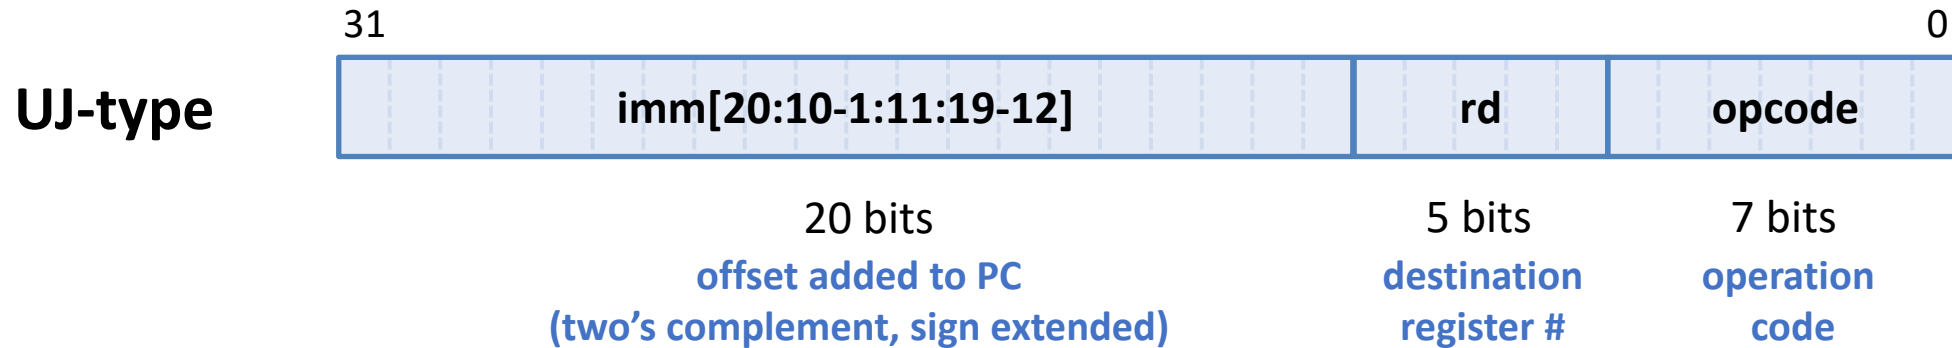 31 0
UJ-type imm[20:10-1:11:19-12] rd opcode
20 bits 5 bits 7 bits
offset added to PC destination operation
(two’s complement, sign extended) register # code